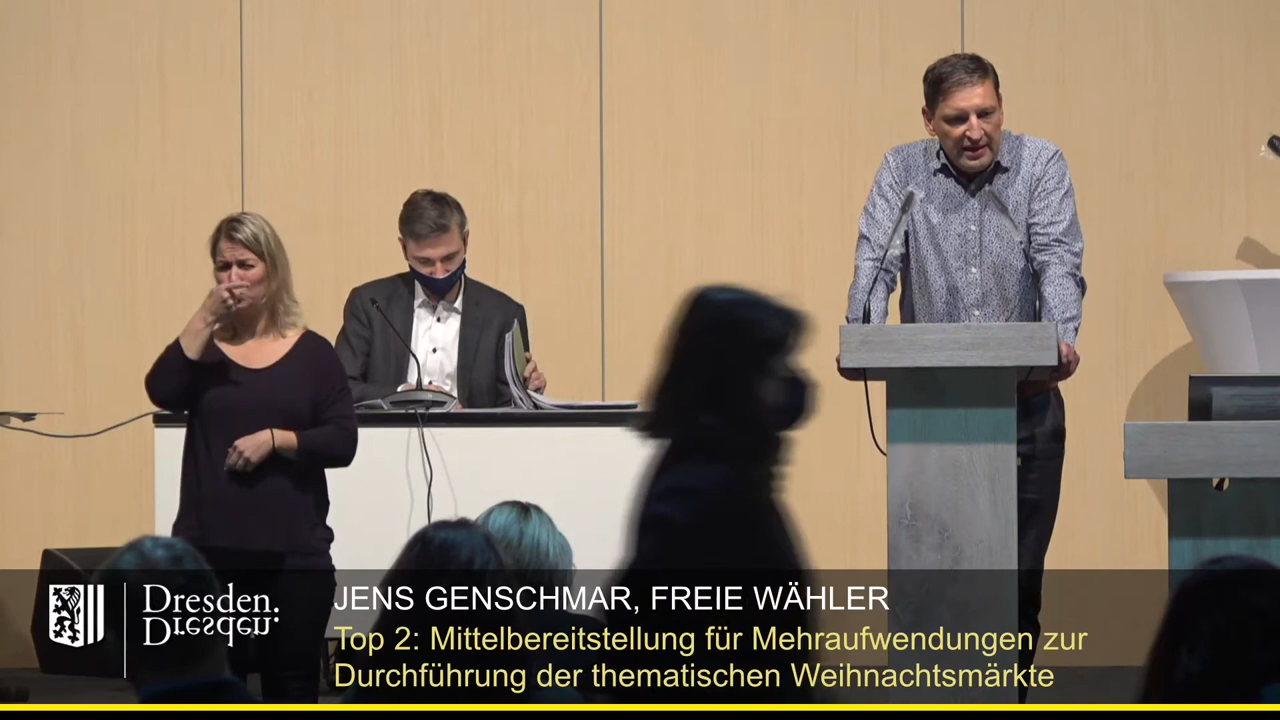 Dresden.
Dresden.
JENS GENSCHMAR, FREIE WÄHLER
Top 2: Mittelbereitstellung für Mehraufwendungen zur
Durchführung der thematischen Weihnachtsmärkte